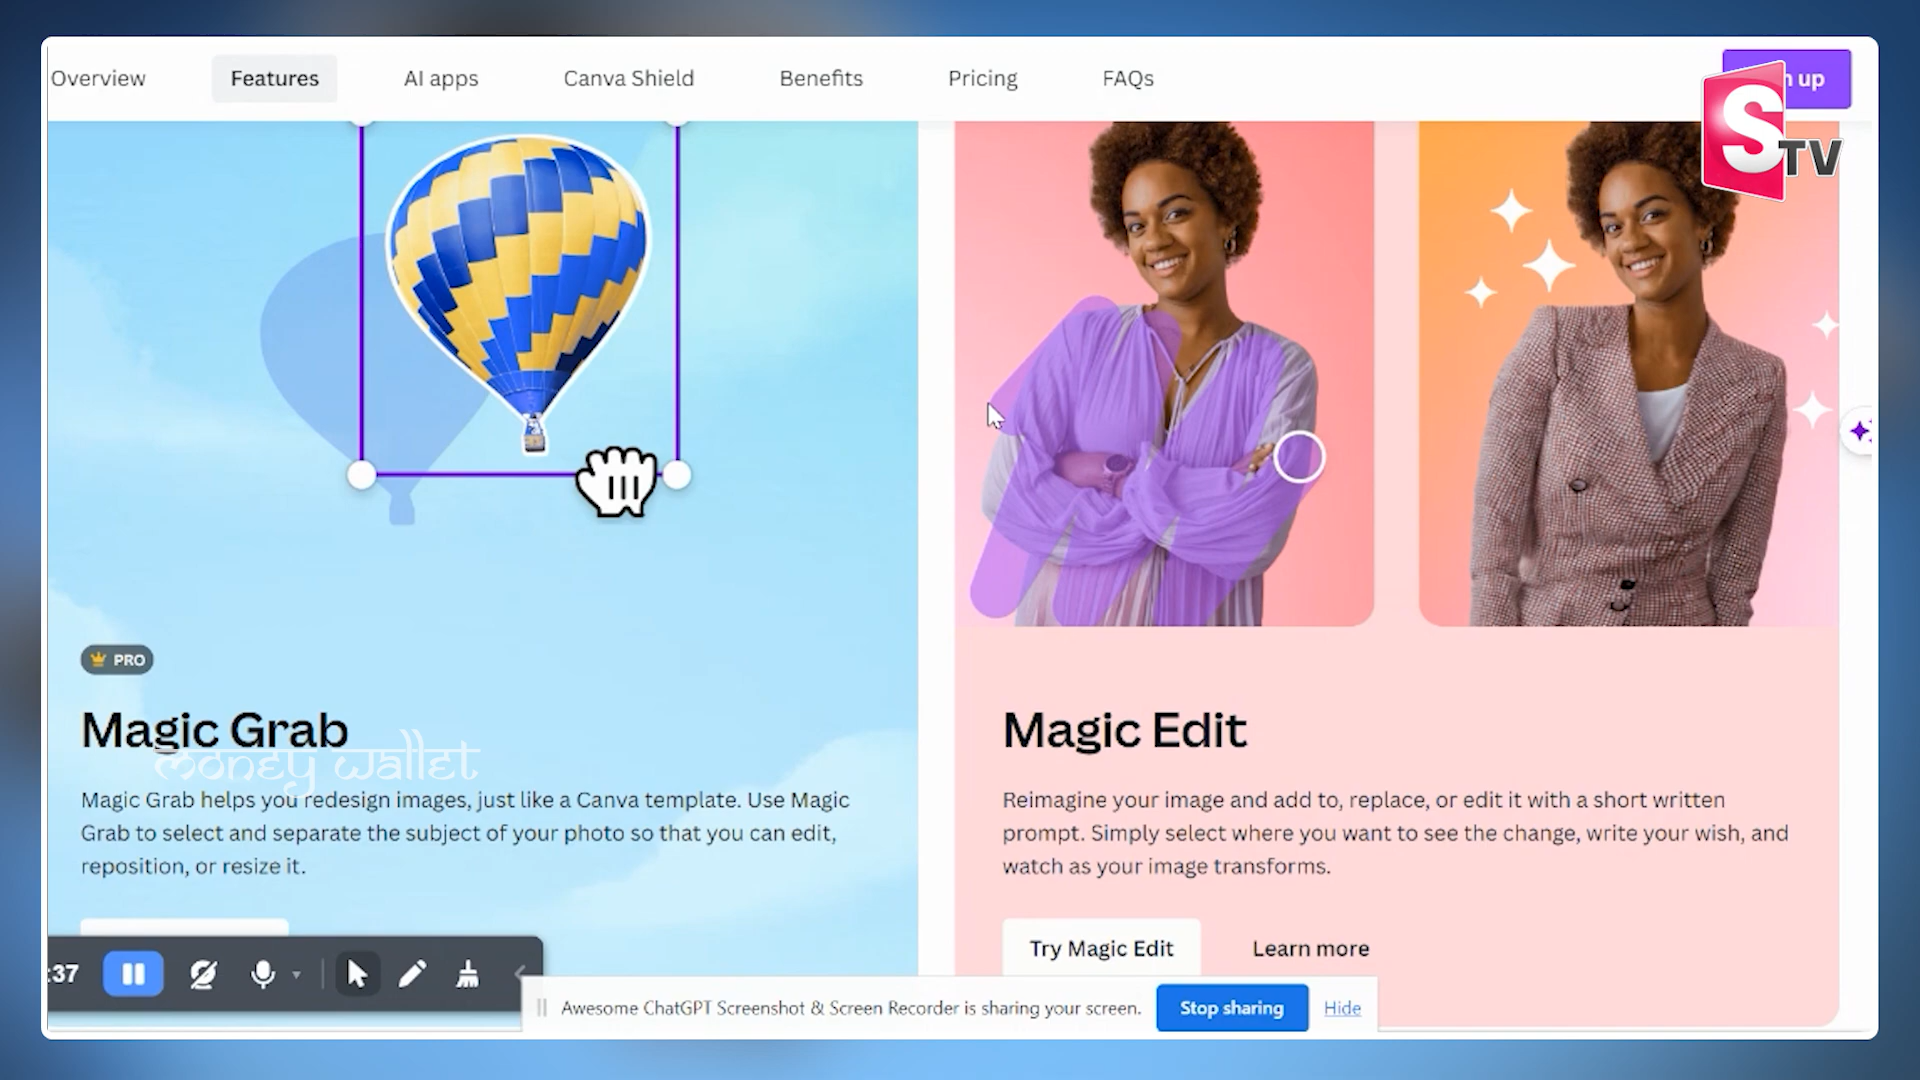 Overview
Features
AI apps
Canva Shield
Benefits
Pricing
FAQs
up
S TV
PRO
Magic Grab
money wallet
Magic Grab helps you redesign images, just like a Canva template. Use Magic
Grab to select and separate the subject of your photo so that you can edit,
reposition, or resize it.
Magic Edit
Reimagine your image and add to, replace, or edit it with a short written
prompt. Simply select where you want to see the change, write your wish, and
watch as your image transforms.
Try Magic Edit
Learn more
:37
Awesome ChatGPT Screenshot & Screen Recorder is sharing your screen.
Stop sharing
Hide